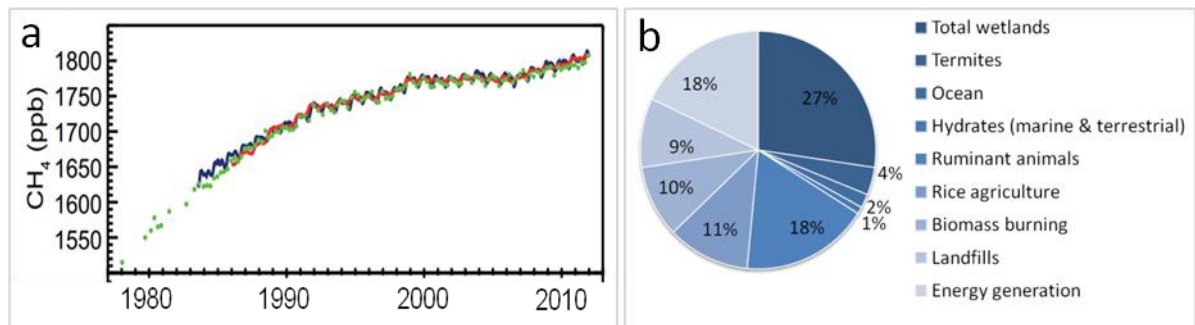 a
CH₄ (ppb)
1800
1750
1700
1650
1600
1550
1980
1990
2000
2010
b
27%
4%
2%
1%
18%
11%
10%
9%
18%
Total wetlands
Termites
Ocean
Hydrates (marine & terrestrial)
Ruminant animals
Rice agriculture
Biomass burning
Landfills
Energy generation